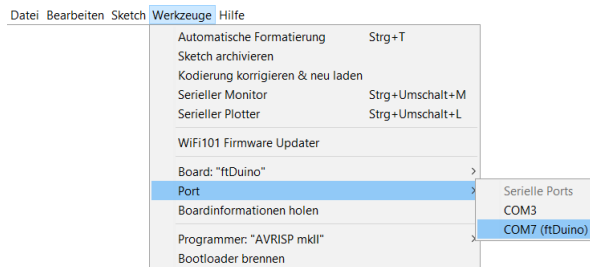 Datei Bearbeiten Sketch Werkzeuge Hilfe
Automatische Formatierung Strg+T
Sketch archivieren
Kodierung korrigieren & neu laden
Serieller Monitor Strg+Umschalt+M
Serieller Plotter Strg+Umschalt+L
WiFi101 Firmware Updater
Board: "ftDuino"
Port
Serielle Ports
COM3
COM7 (ftDuino)
Boardinformationen holen
Programmer: "AVRISP mkII"
Bootloader brennen